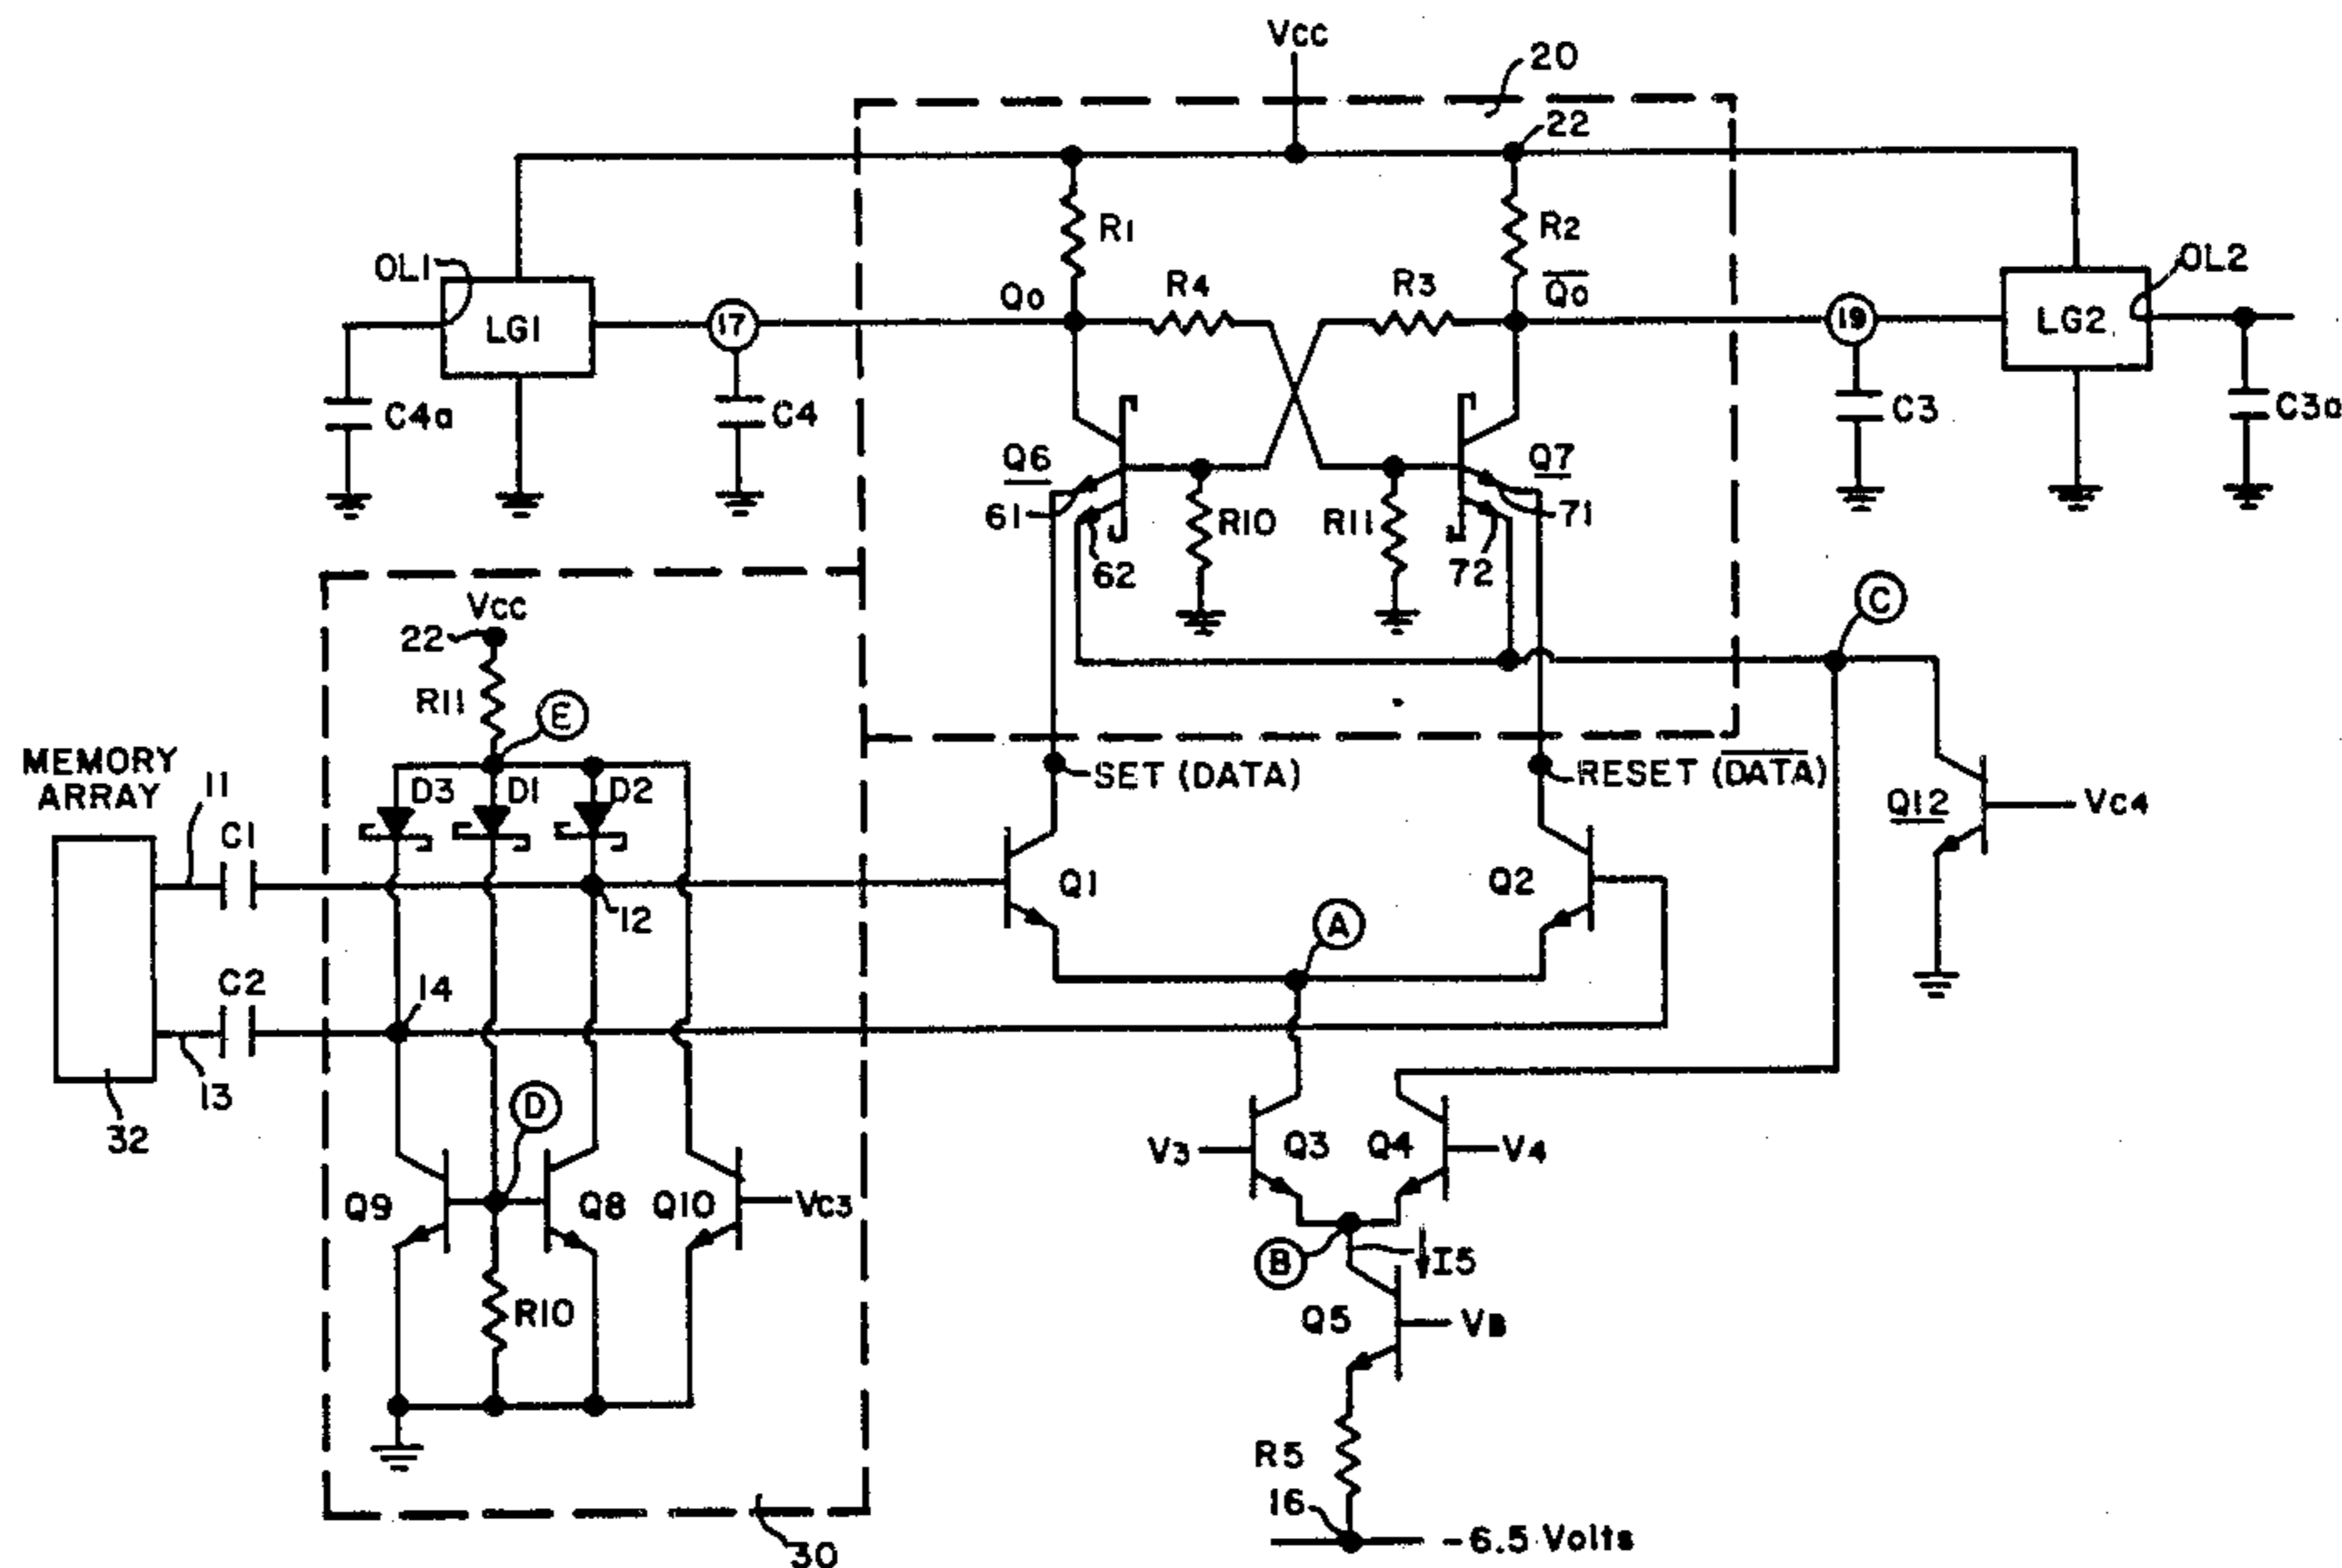 Vcc
20
22
R1
R2
OL1
OL2
Q0
R4
R3
Q0
LG1
17
19
LG2
C4a
C4
C3
C3a
Q6
Q7
61
R10
R11
71
62
72
Vcc
22
C
R11
E
MEMORY
ARRAY
11
D3
D1
D2
SET (DATA)
RESET (DATA)
Q12
Vc4
C1
Q1
Q2
12
A
C2
14
13
32
D
V3
Q3
Q4
V4
Q9
Q8
Q10
Vc3
B
I5
R10
Q5
VB
R5
16
-6.5 Volts
30